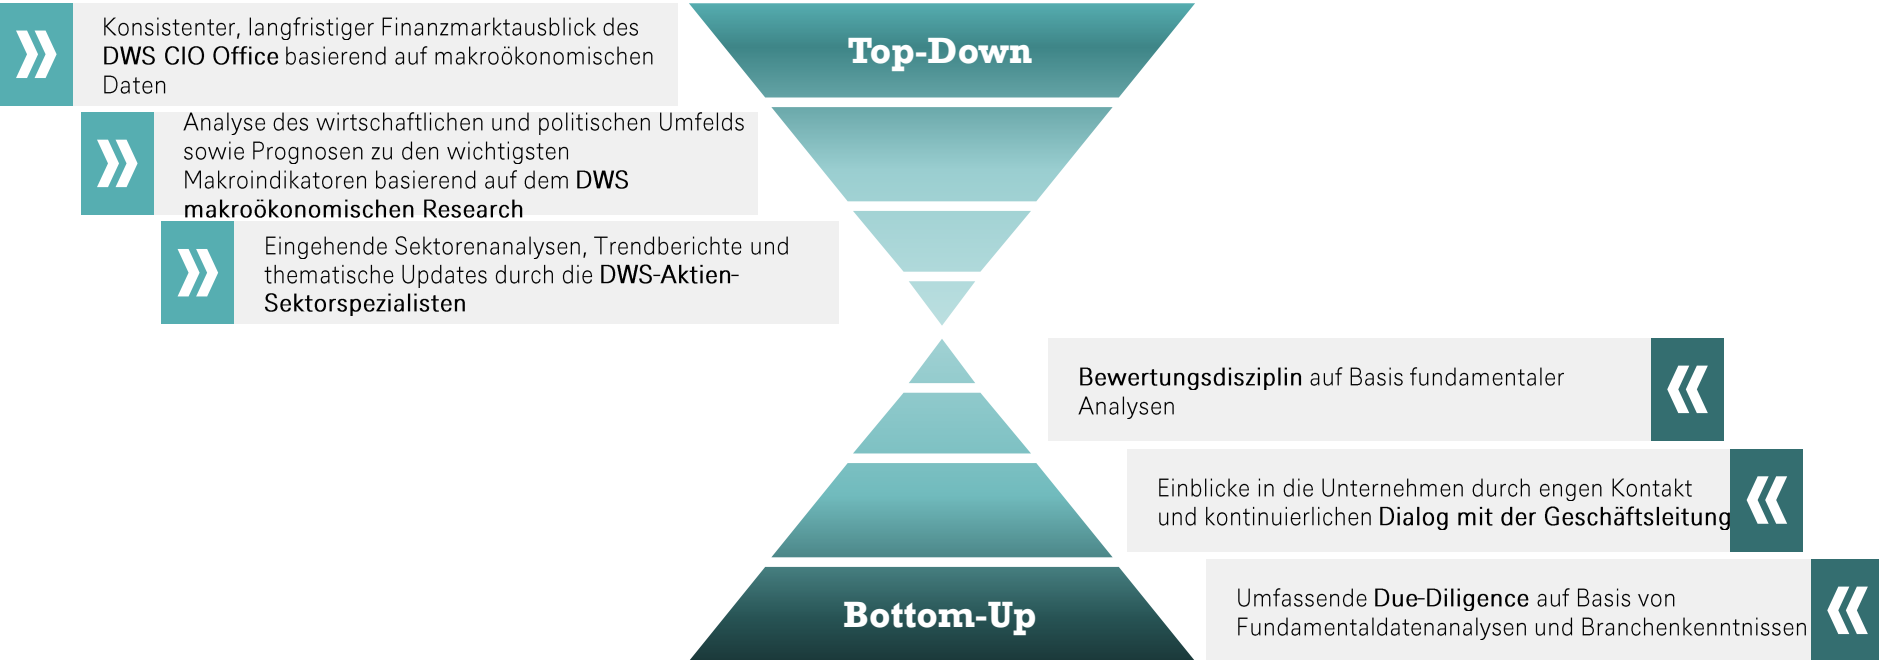 Konsistenter, langfristiger Finanzmarktausblick des
DWS CIO Office basierend auf makroökonomischen
Daten
Top-Down
Analyse des wirtschaftlichen und politischen Umfelds
sowie Prognosen zu den wichtigsten
Makroindikatoren basierend auf dem DWS
makroökonomischen Research
Eingehende Sektorenanalysen, Trendberichte und
thematische Updates durch die DWS-Aktien-
Sektorspezialisten
Bewertungsdisziplin auf Basis fundamentaler
Analysen
Einblicke in die Unternehmen durch engen Kontakt
und kontinuierlichen Dialog mit der Geschäftsleitung
Bottom-Up
Umfassende Due-Diligence auf Basis von
Fundamentaldatenanalysen und Branchenkenntnissen